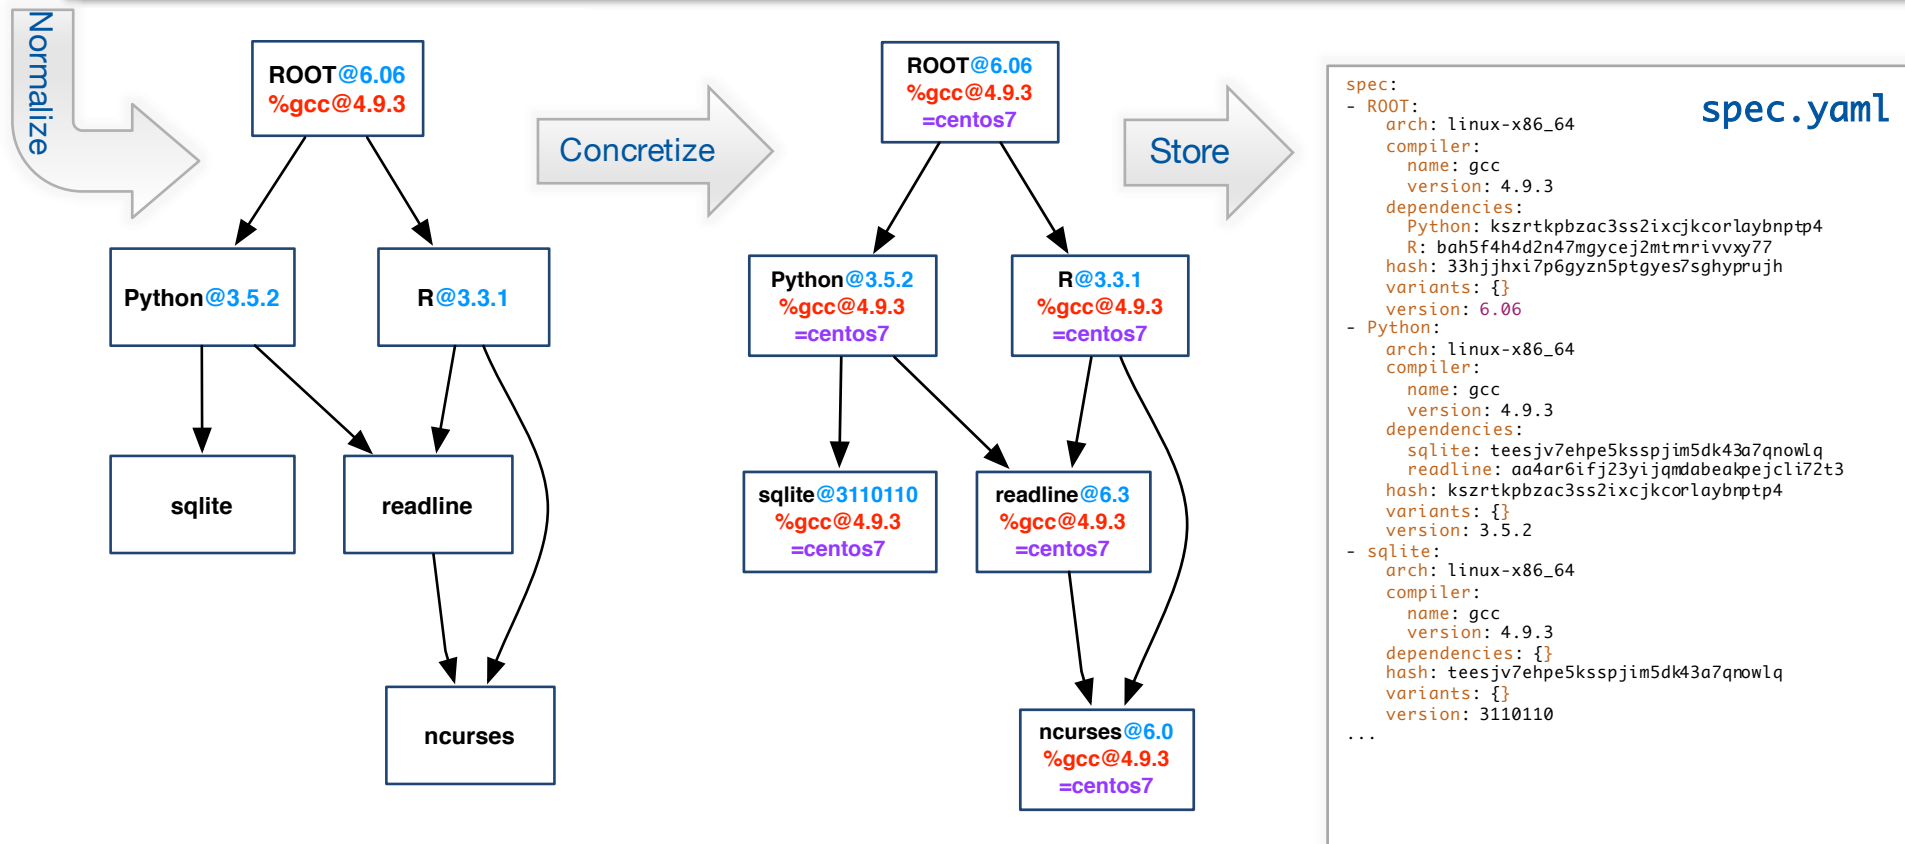 Normalize
ROOT@6.06
%gcc@4.9.3
Python@3.5.2
R@3.3.1
sqlite
readline
ncurses
Concretize
ROOT@6.06
%gcc@4.9.3
=centos7
Python@3.5.2
%gcc@4.9.3
=centos7
R@3.3.1
%gcc@4.9.3
=centos7
sqlite@3110110
%gcc@4.9.3
=centos7
readline@6.3
%gcc@4.9.3
=centos7
ncurses@6.0
%gcc@4.9.3
=centos7
Store
spec.yaml
spec:
- ROOT:
arch: linux-x86_64
compiler:
name: gcc
version: 4.9.3
dependencies:
Python: kszrtkpbzac3ss2ixcjkcorlaybnptp4
R: bah5f4h4d2n47mgycej2mtrnrivvxy77
hash: 33hjjhxi7p6gyzn5ptgyes7sghyprujh
variants: {}
version: 6.06
- Python:
arch: linux-x86_64
compiler:
name: gcc
version: 4.9.3
dependencies:
sqlite: teesjv7ehpe5ksspjim5dk43a7qnowlq
readline: aa4ar6ifj23yijqmdabeakpejcli72t3
hash: kszrtkpbzac3ss2ixcjkcorlaybnptp4
variants: {}
version: 3.5.2
- sqlite:
arch: linux-x86_64
compiler:
name: gcc
version: 4.9.3
dependencies: {}
hash: teesjv7ehpe5ksspjim5dk43a7qnowlq
variants: {}
version: 3110110
...